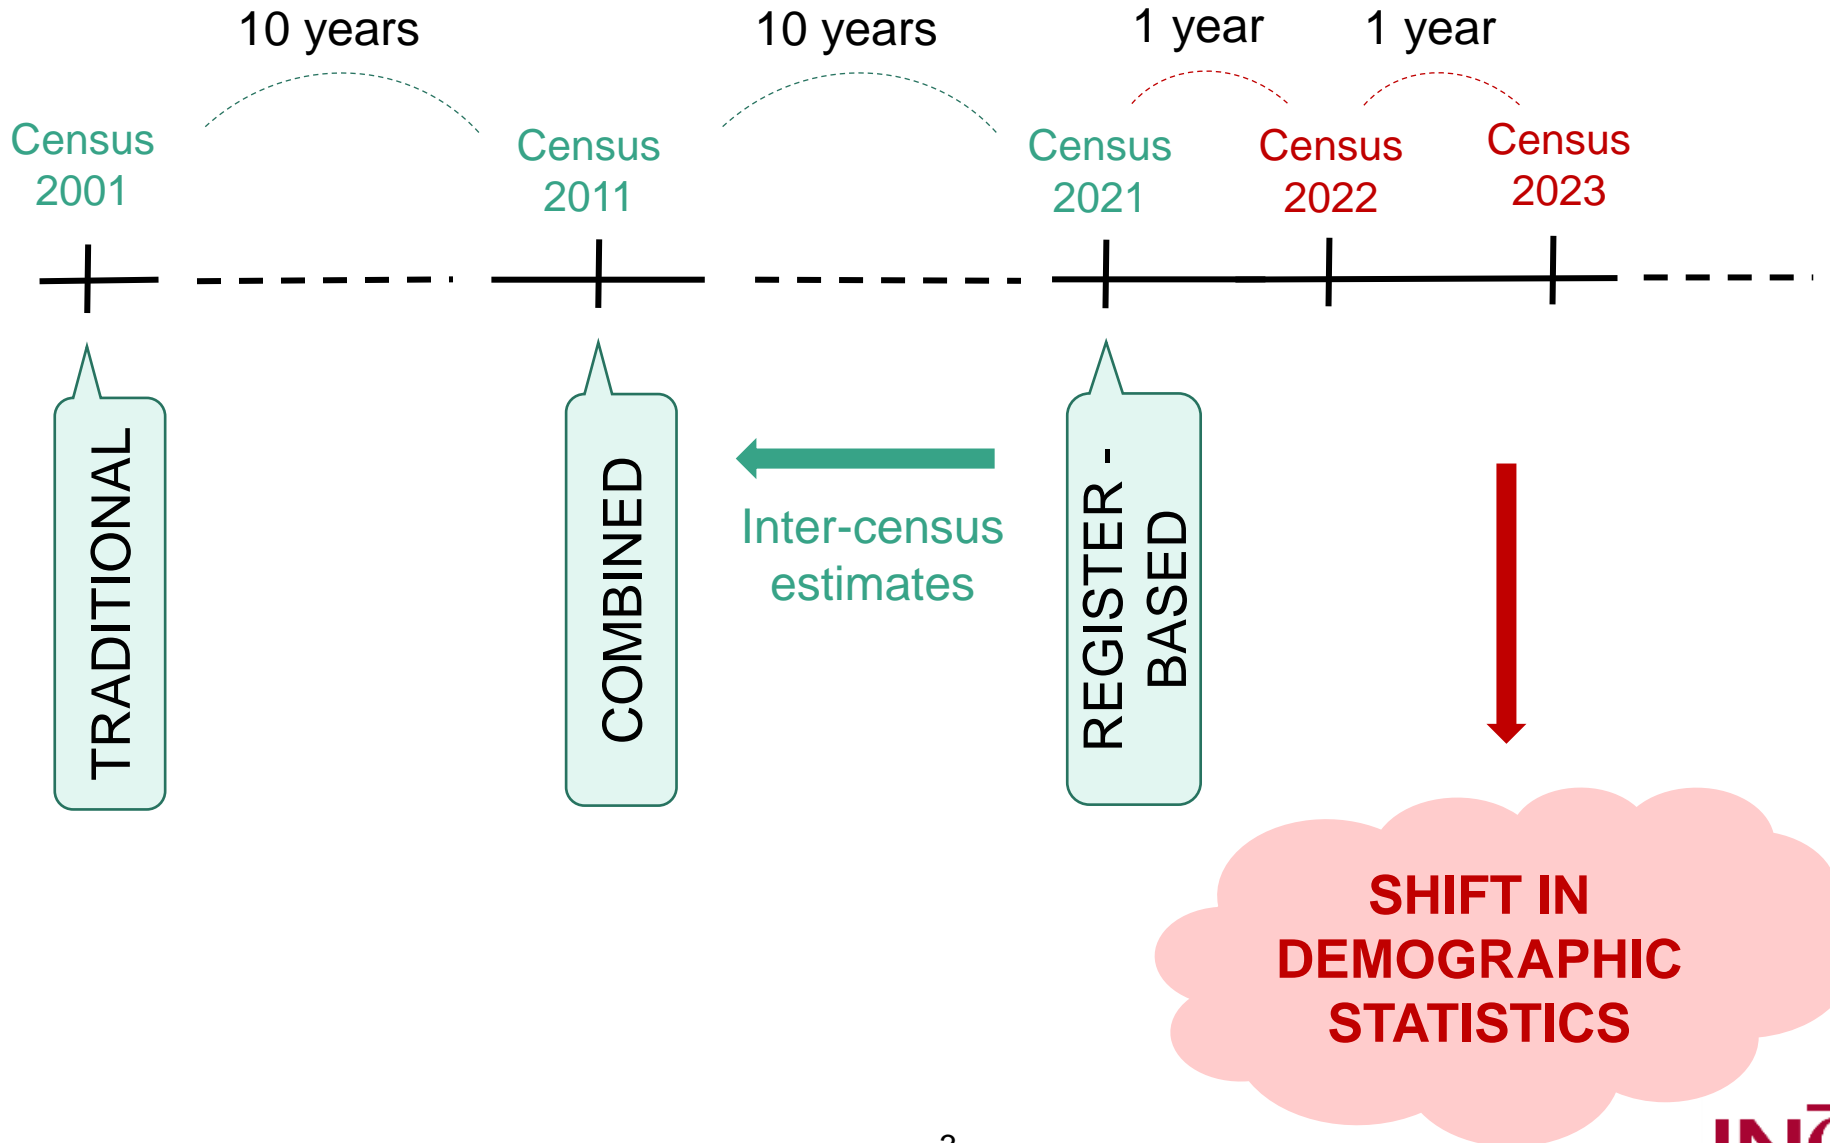 10 years
10 years
1 year
1 year
Census
2001
Census
2011
Census
2021
Census
2022
Census
2023
TRADITIONAL
COMBINED
REGISTER -
BASED
Inter-census
estimates
SHIFT IN
DEMOGRAPHIC
STATISTICS